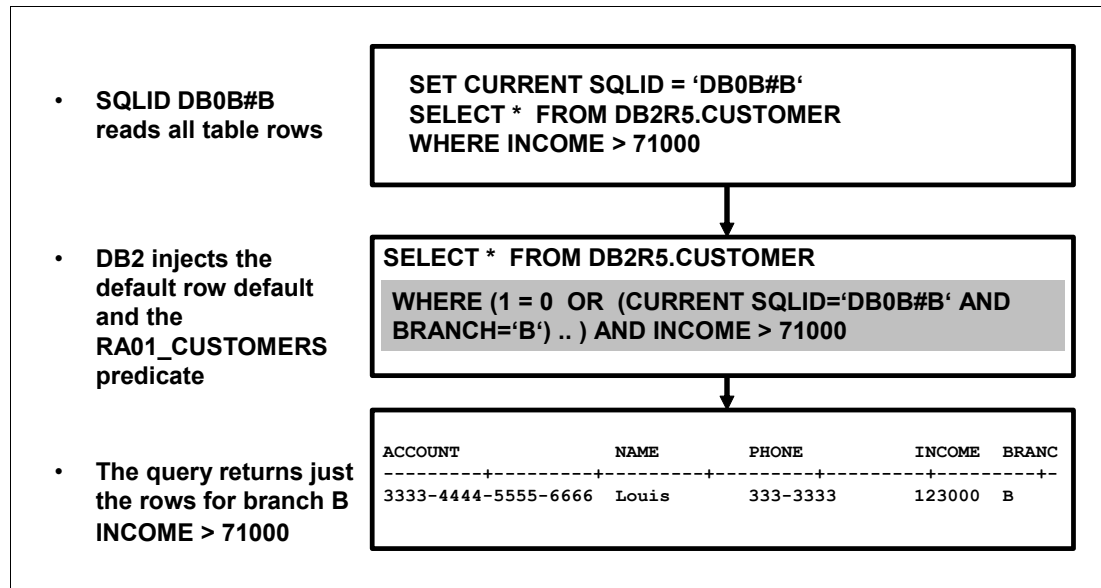 • SQLID DB0B#B
reads all table rows
SET CURRENT SQLID = ‘DB0B#B‘
SELECT * FROM DB2R5.CUSTOMER
WHERE INCOME > 71000
• DB2 injects the
default row default
and the
RA01_CUSTOMERS
predicate
SELECT * FROM DB2R5.CUSTOMER
WHERE (1 = 0 OR (CURRENT SQLID=‘DB0B#B‘ AND
BRANCH=‘B‘) .. ) AND INCOME > 71000
• The query returns just
the rows for branch B
INCOME > 71000
ACCOUNT NAME PHONE INCOME BRANC
---------+---------+---------+---------+---------+---------+-
3333-4444-5555-6666 Louis 333-3333 123000 B